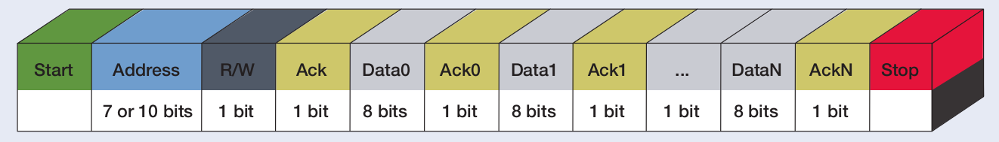 Start Address R/W Ack Data0 Ack0 Data1 Ack1 ... DataN AckN Stop
7 or 10 bits 1 bit 1 bit 8 bits 1 bit 8 bits 1 bit 1 bit 8 bits 1 bit